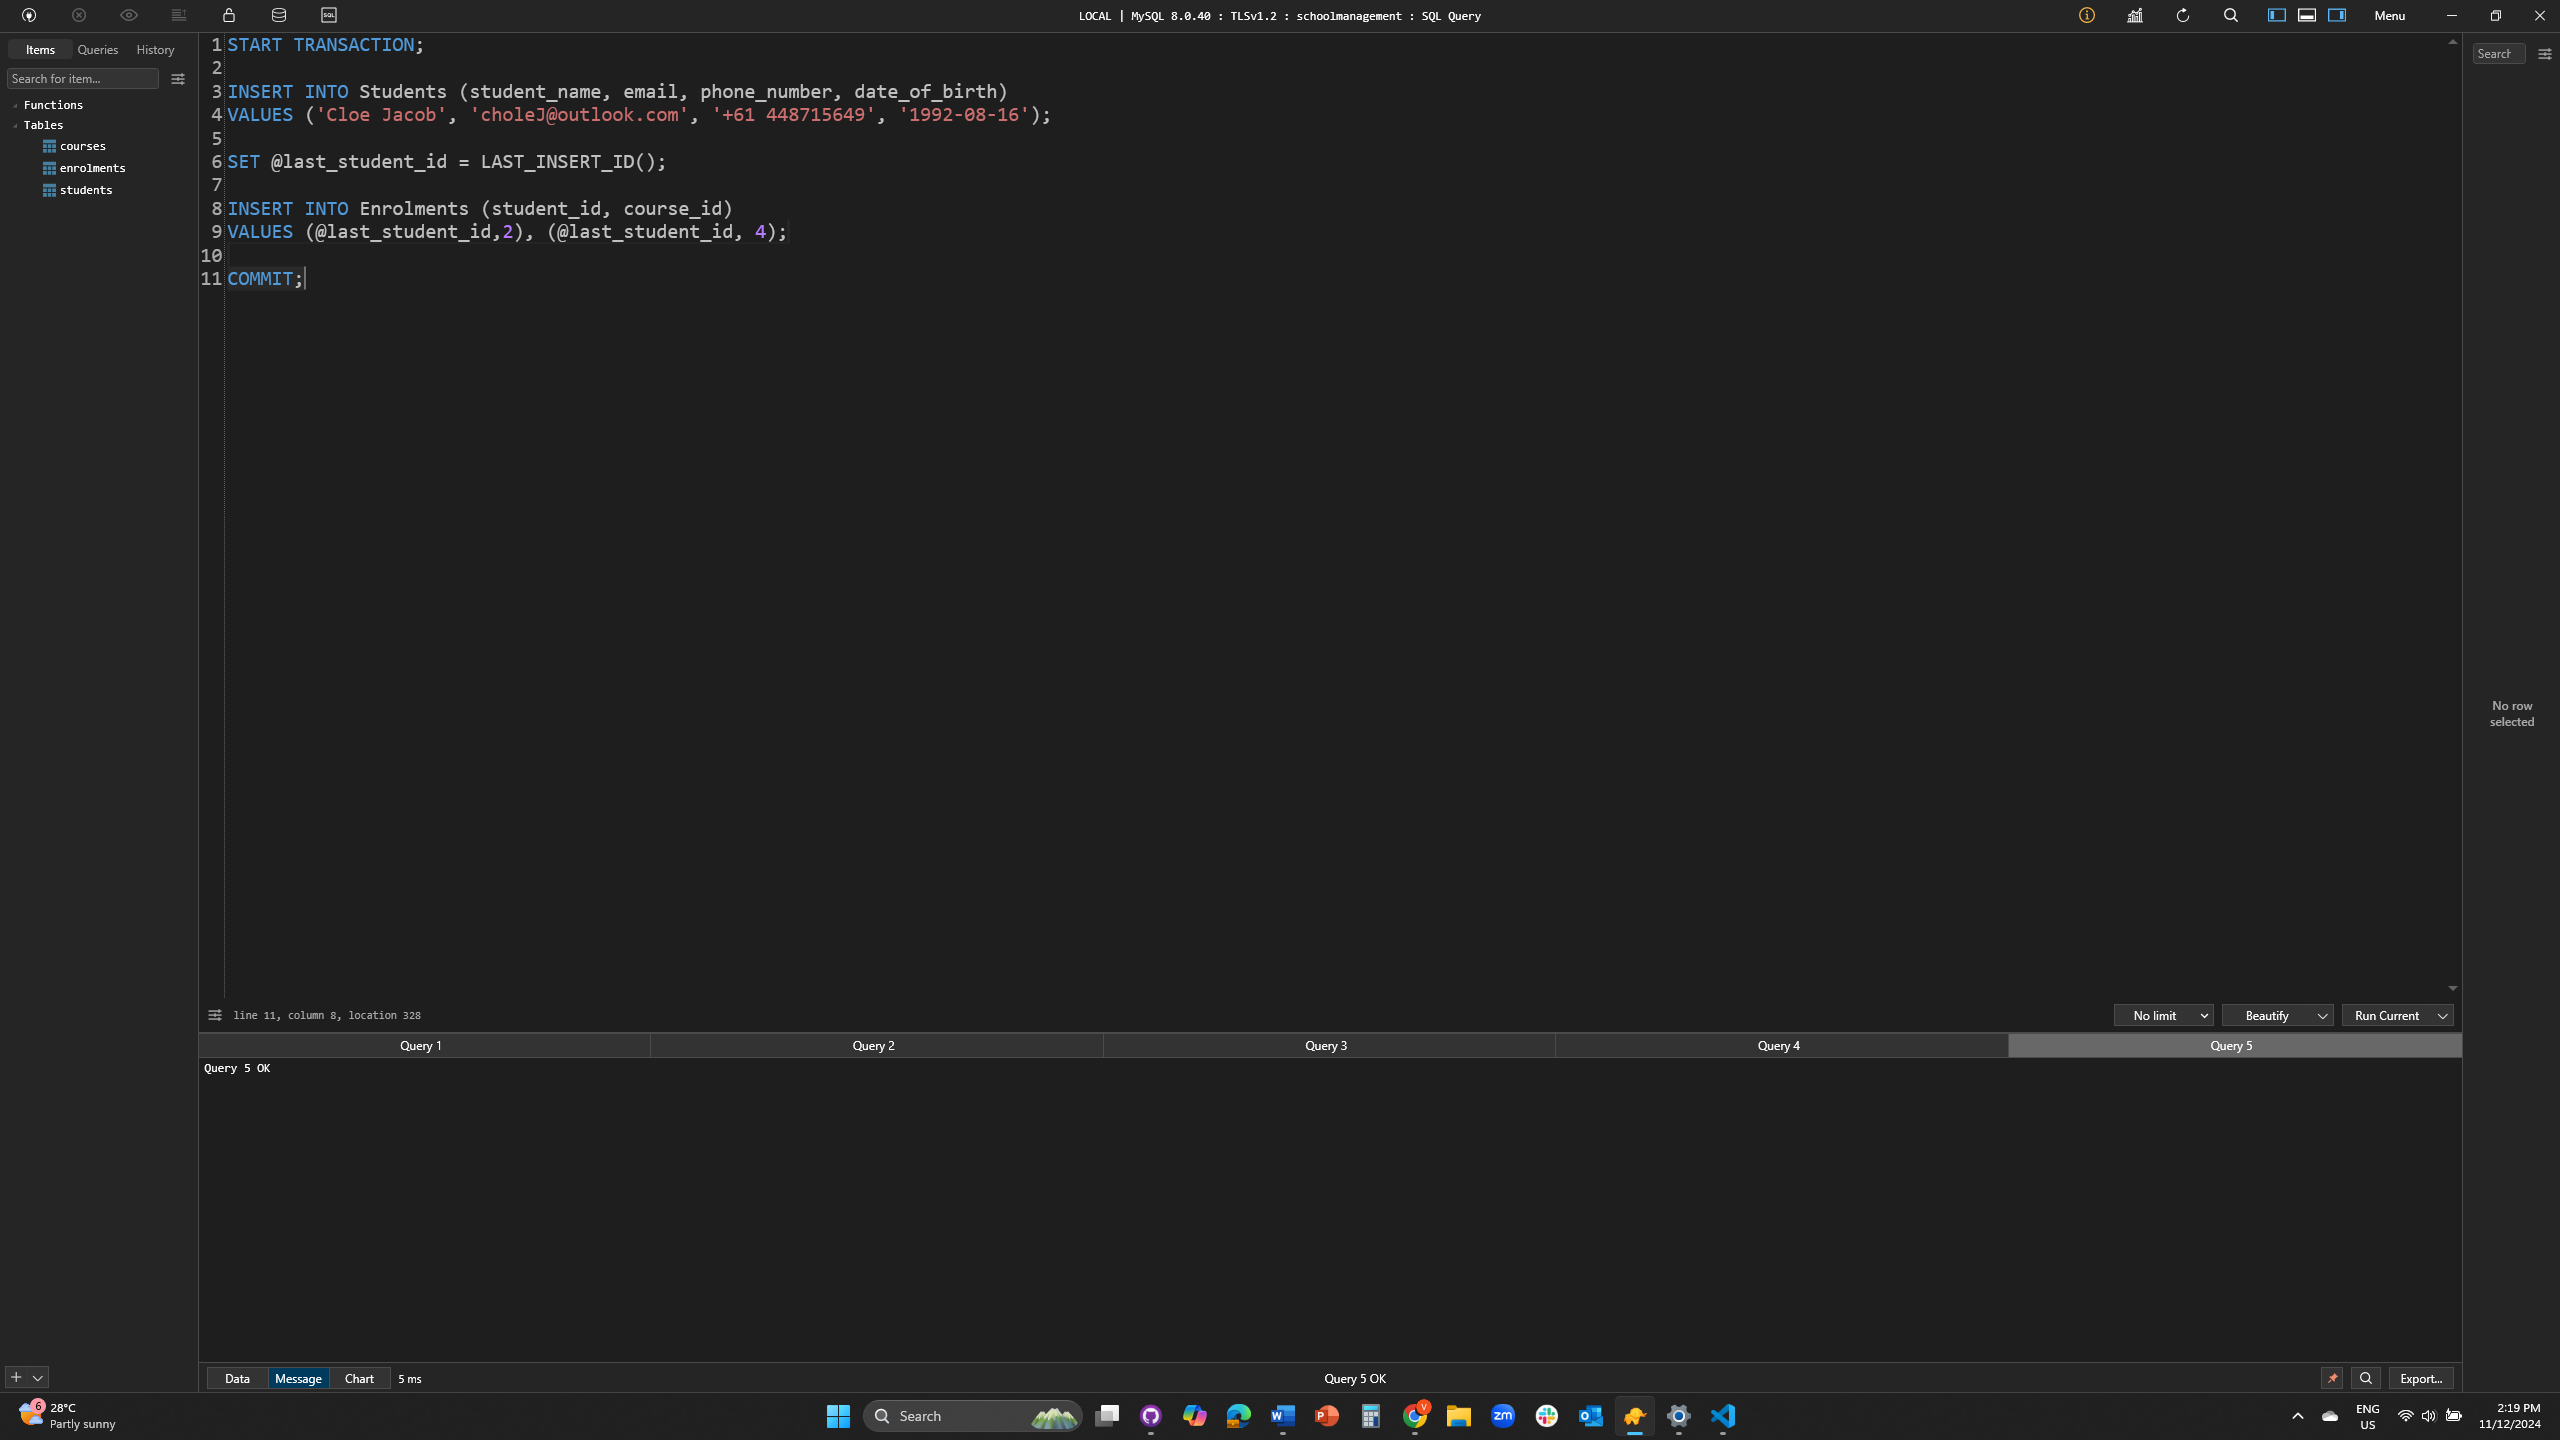 LOCAL | MySQL 8.0.40 : TLSv1.2 : schoolmanagement : SQL Query
Menu
Items Queries History
Search for item...
Functions
Tables
courses
enrolments
students
1 START TRANSACTION;
2
3 INSERT INTO Students (student_name, email, phone_number, date_of_birth)
4 VALUES ('Cloe Jacob', 'choleJ@outlook.com', '+61 448715649', '1992-08-16');
5
6 SET @last_student_id = LAST_INSERT_ID();
7
8 INSERT INTO Enrolments (student_id, course_id)
9 VALUES (@last_student_id,2), (@last_student_id, 4);
10
11 COMMIT;
Search
No row
selected
line 11, column 8, location 328
No limit Beautify Run Current
Query 1 Query 2 Query 3 Query 4 Query 5
Query 5 OK
Data Message Chart 5 ms
Query 5 OK
Export...
6
28°C
Partly sunny
Search
V
zm
ENG
US
2:19 PM
11/12/2024